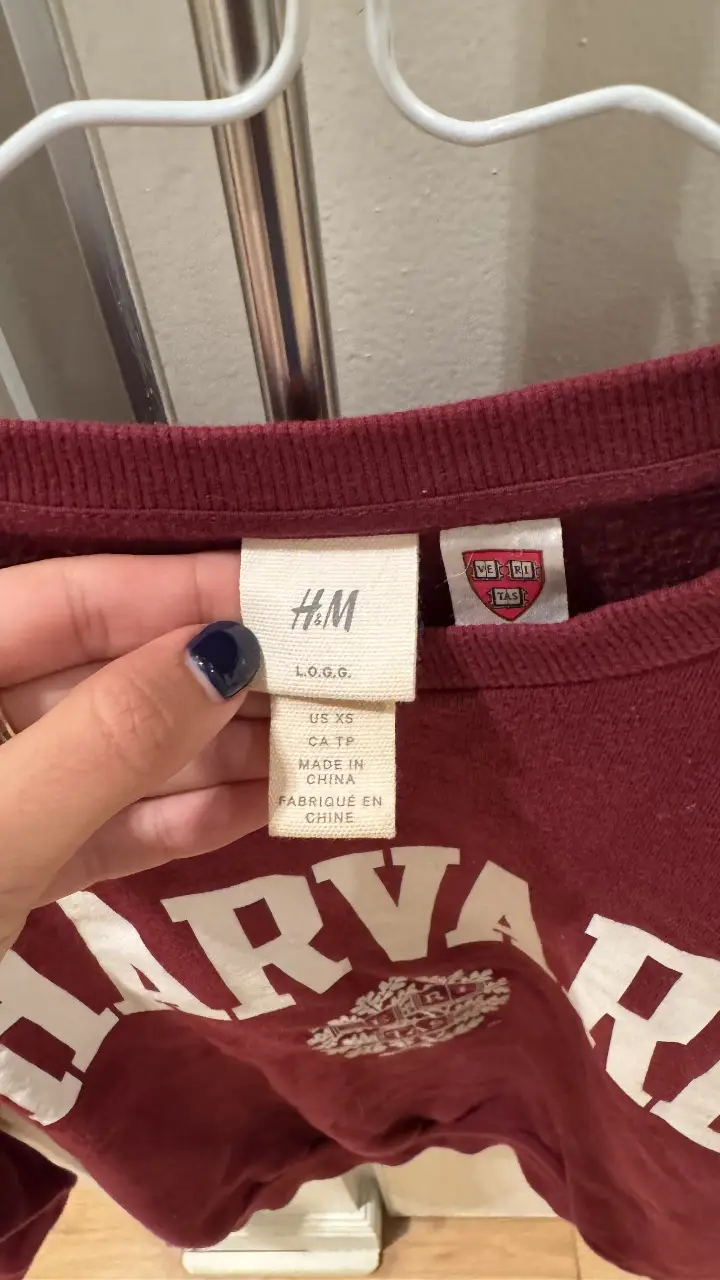 H&M
L.O.G.G.
VE RI
TAS
US XS
CA TP
MADE IN
CHINA
FABRIQUÉ EN
CHINE
HARVAR